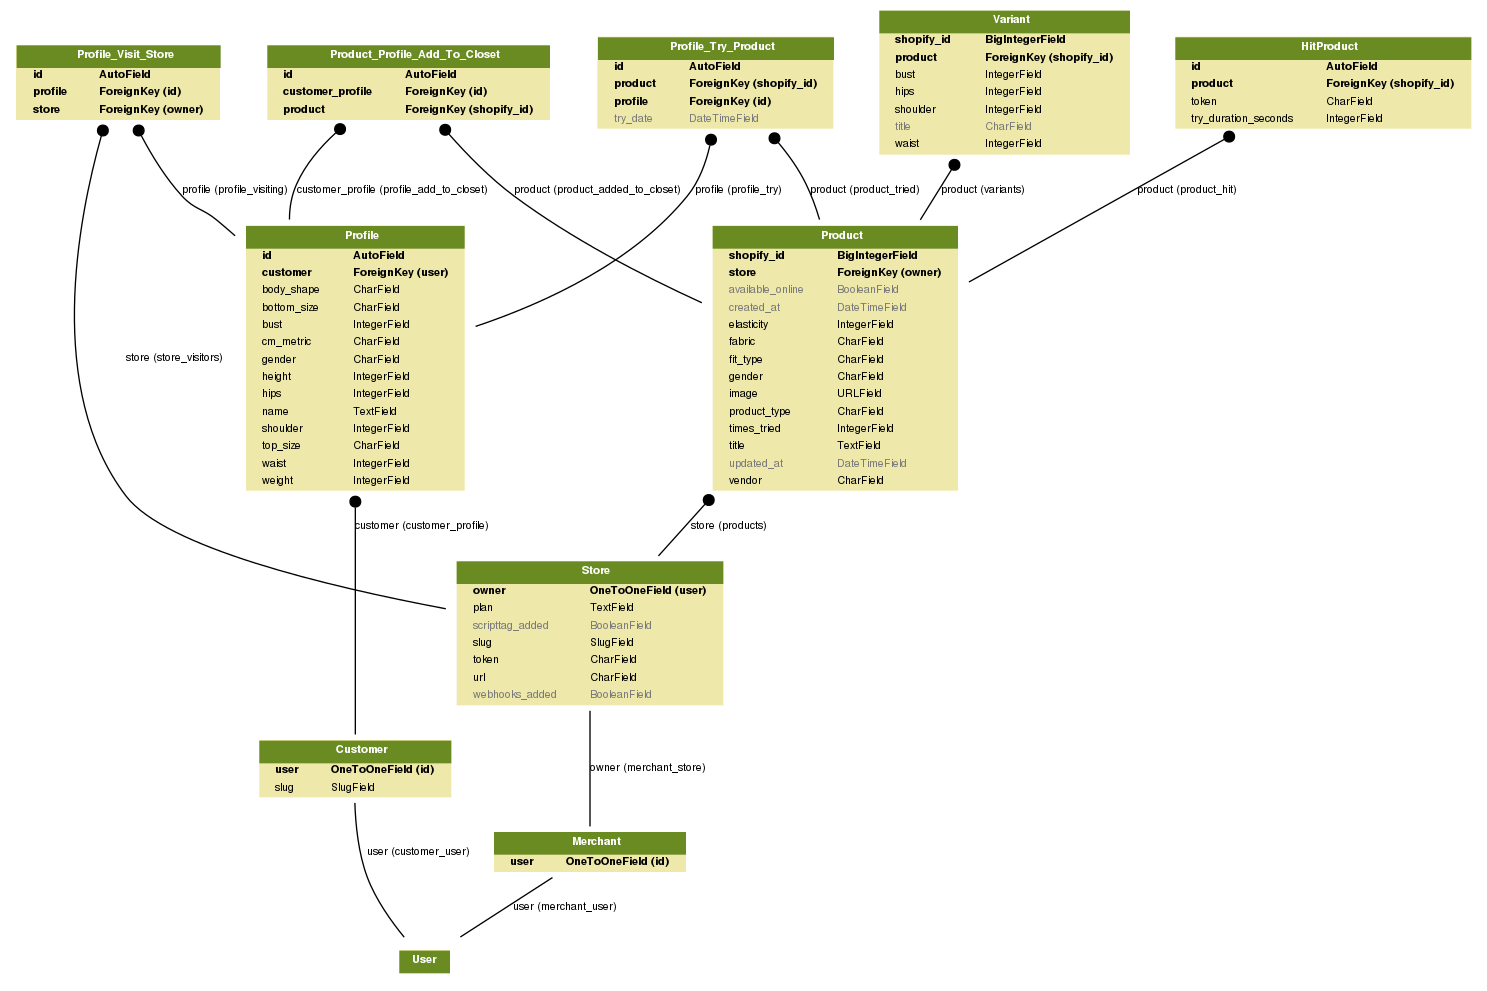 Profile_Visit_Store
id AutoField
profile ForeignKey (id)
store ForeignKey (owner)
Product_Profile_Add_To_Closet
id AutoField
customer_profile ForeignKey (id)
product ForeignKey (shopify_id)
Profile_Try_Product
id AutoField
product ForeignKey (shopify_id)
profile ForeignKey (id)
try_date DateTimeField
Variant
shopify_id BigIntegerField
product ForeignKey (shopify_id)
bust IntegerField
hips IntegerField
shoulder IntegerField
title CharField
waist IntegerField
HitProduct
id AutoField
product ForeignKey (shopify_id)
token CharField
try_duration_seconds IntegerField
profile (profile_visiting)
customer_profile (profile_add_to_closet)
product (product_added_to_closet)
profile (profile_try)
product (product_tried)
product (variants)
product (product_hit)
store (store_visitors)
Profile
id AutoField
customer ForeignKey (user)
body_shape CharField
bottom_size CharField
bust IntegerField
cm_metric CharField
gender CharField
height IntegerField
hips IntegerField
name TextField
shoulder IntegerField
top_size CharField
waist IntegerField
weight IntegerField
Product
shopify_id BigIntegerField
store ForeignKey (owner)
available_online BooleanField
created_at DateTimeField
elasticity IntegerField
fabric CharField
fit_type CharField
gender CharField
image URLField
product_type CharField
times_tried IntegerField
title TextField
updated_at DateTimeField
vendor CharField
customer (customer_profile)
store (products)
Store
owner OneToOneField (user)
plan TextField
scripttag_added BooleanField
slug SlugField
token CharField
url CharField
webhooks_added BooleanField
Customer
user OneToOneField (id)
slug SlugField
owner (merchant_store)
Merchant
user OneToOneField (id)
user (customer_user)
user (merchant_user)
User